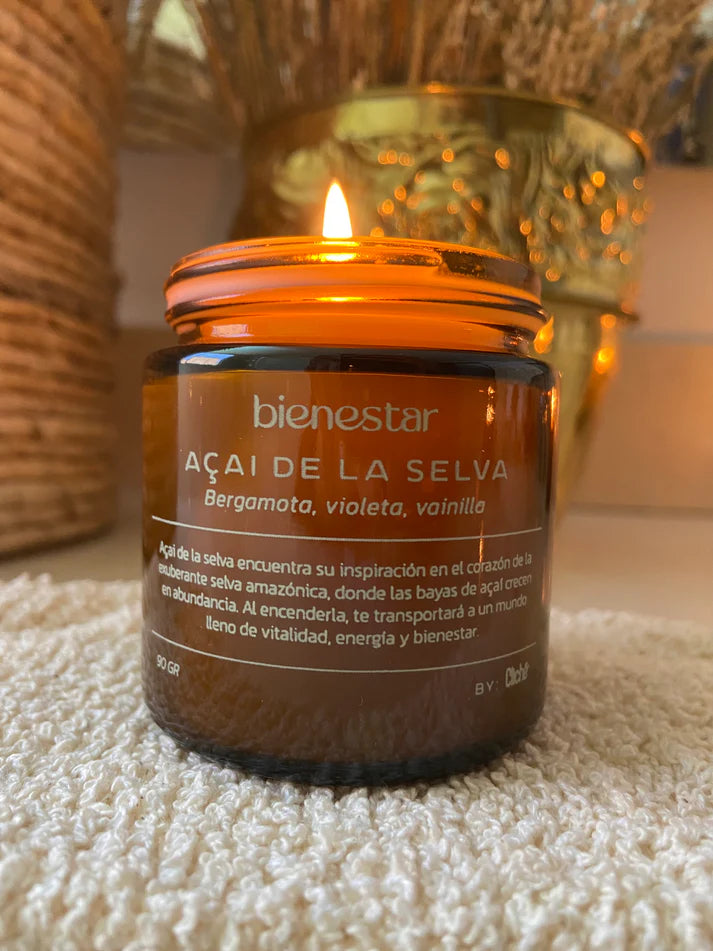 bienestar
AÇAI DE LA SELVA
Bergamota, violeta, vainilla
Açai de la selva encuentra su inspiración en el corazón de la
exuberante selva amazónica, donde las bayas de açaí crecen
en abundancia. Al encenderla, te transportará a un mundo
lleno de vitalidad, energía y bienestar.
90 GR
BY: Cliché